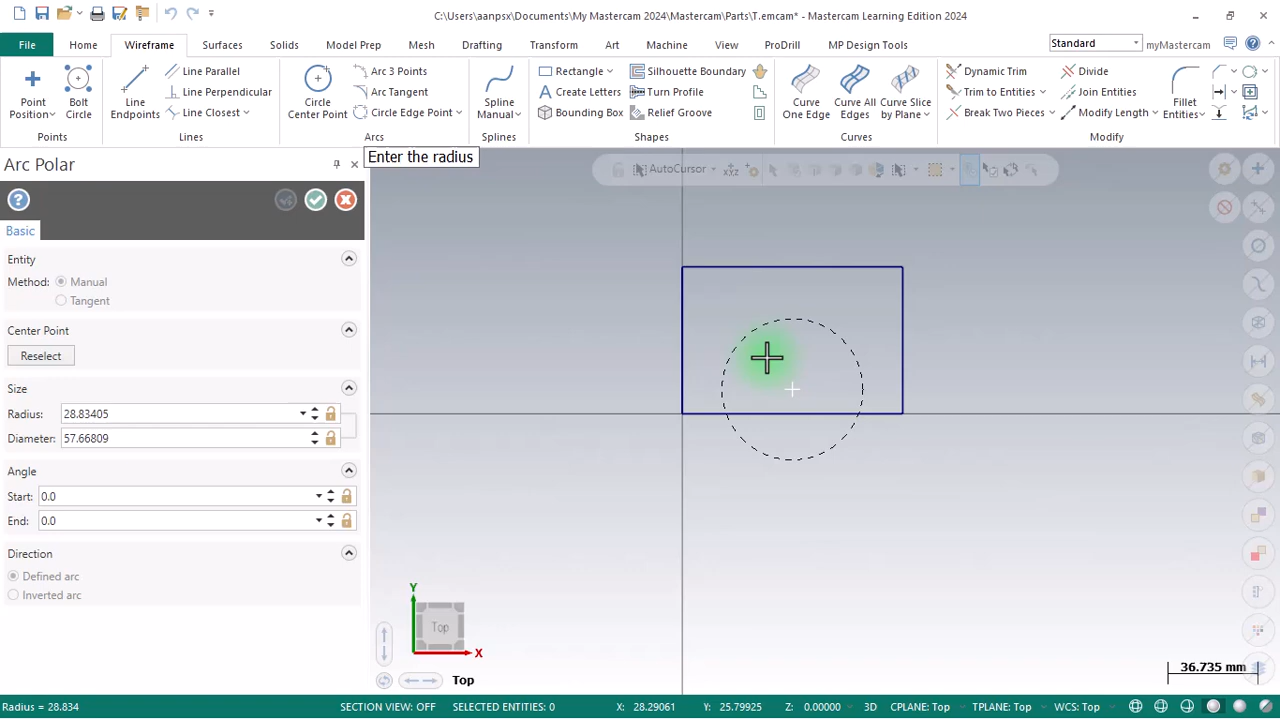 C:\Users\aanpsx\Documents\My Mastercam 2024\Mastercam\Parts\T.emcam* - Mastercam Learning Edition 2024
File
Home
Wireframe
Surfaces
Solids
Model Prep
Mesh
Drafting
Transform
Art
Machine
View
ProDrill
MP Design Tools
Standard
myMastercam
Point Position
Bolt Circle
Points
Line Endpoints
Line Parallel
Line Perpendicular
Line Closest
Lines
Circle Center Point
Arc 3 Points
Arc Tangent
Circle Edge Point
Arcs
Spline Manual
Splines
Rectangle
Create Letters
Bounding Box
Silhouette Boundary
Turn Profile
Relief Groove
Shapes
Curve One Edge
Curve All Edges
Curve Slice by Plane
Curves
Dynamic Trim
Trim to Entities
Break Two Pieces
Divide
Join Entities
Modify Length
Fillet Entities
Modify
Arc Polar
Enter the radius
AutoCursor
Basic
Entity
Method: Manual
Tangent
Center Point
Reselect
Size
Radius: 28.83405
Diameter: 57.66809
Angle
Start: 0.0
End: 0.0
Direction
Defined arc
Inverted arc
Y
Top
X
Top
36.735 mm
Radius = 28.834
SECTION VIEW: OFF
SELECTED ENTITIES: 0
X: 28.29061
Y: 25.79925
Z: 0.00000
3D
CPLANE: Top
TPLANE: Top
WCS: Top